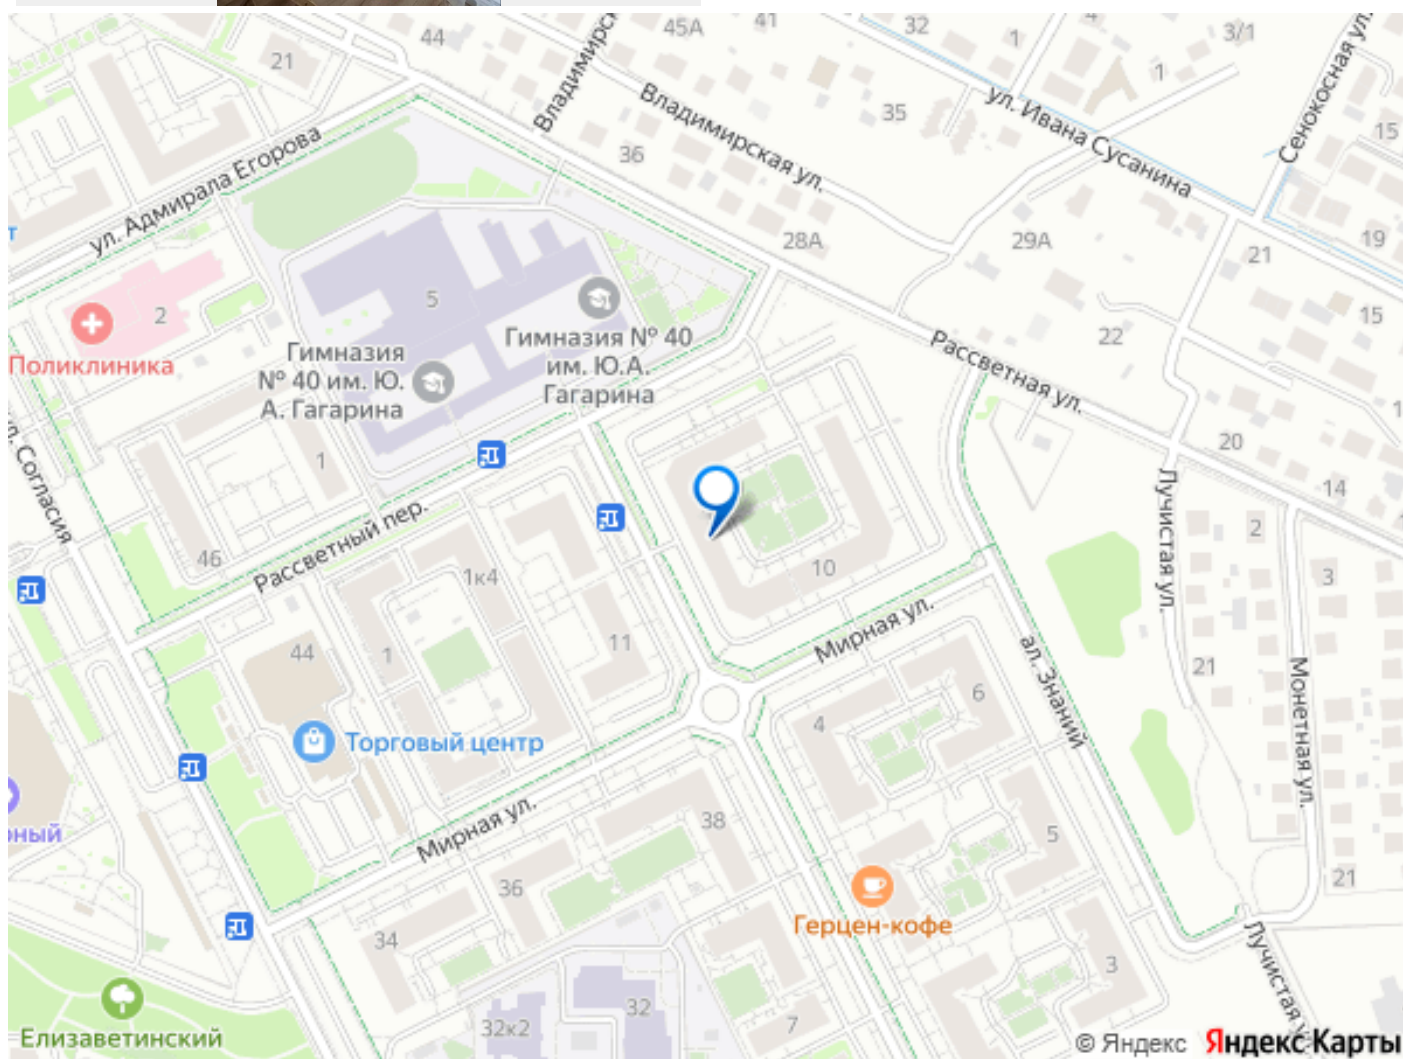 44
21
45А
41
32
1
4
3/1
1
35
36
28А
29А
15
19
21
15
22
20
14
ул. Адмирала Егорова
Владимирская ул.
ул. Ивана Сусанина
Сенокосная ул.
Рассветная ул.
2
Поликлиника
5
Гимназия
№ 40 им. Ю.
А. Гагарина
Гимназия № 40
им. Ю.А.
Гагарина
ул. Согласия
1
46
Рассветный пер.
1к4
1
44
11
10
Торговый центр
Мирная ул.
Мирная ул.
ал. Знаний
Лучистая ул.
Монетная ул.
2
3
21
21
4
6
5
3
38
36
34
32
32к2
7
Герцен-кофе
Елизаветинский
Лучистая у
© Яндекс Яндекс Карты